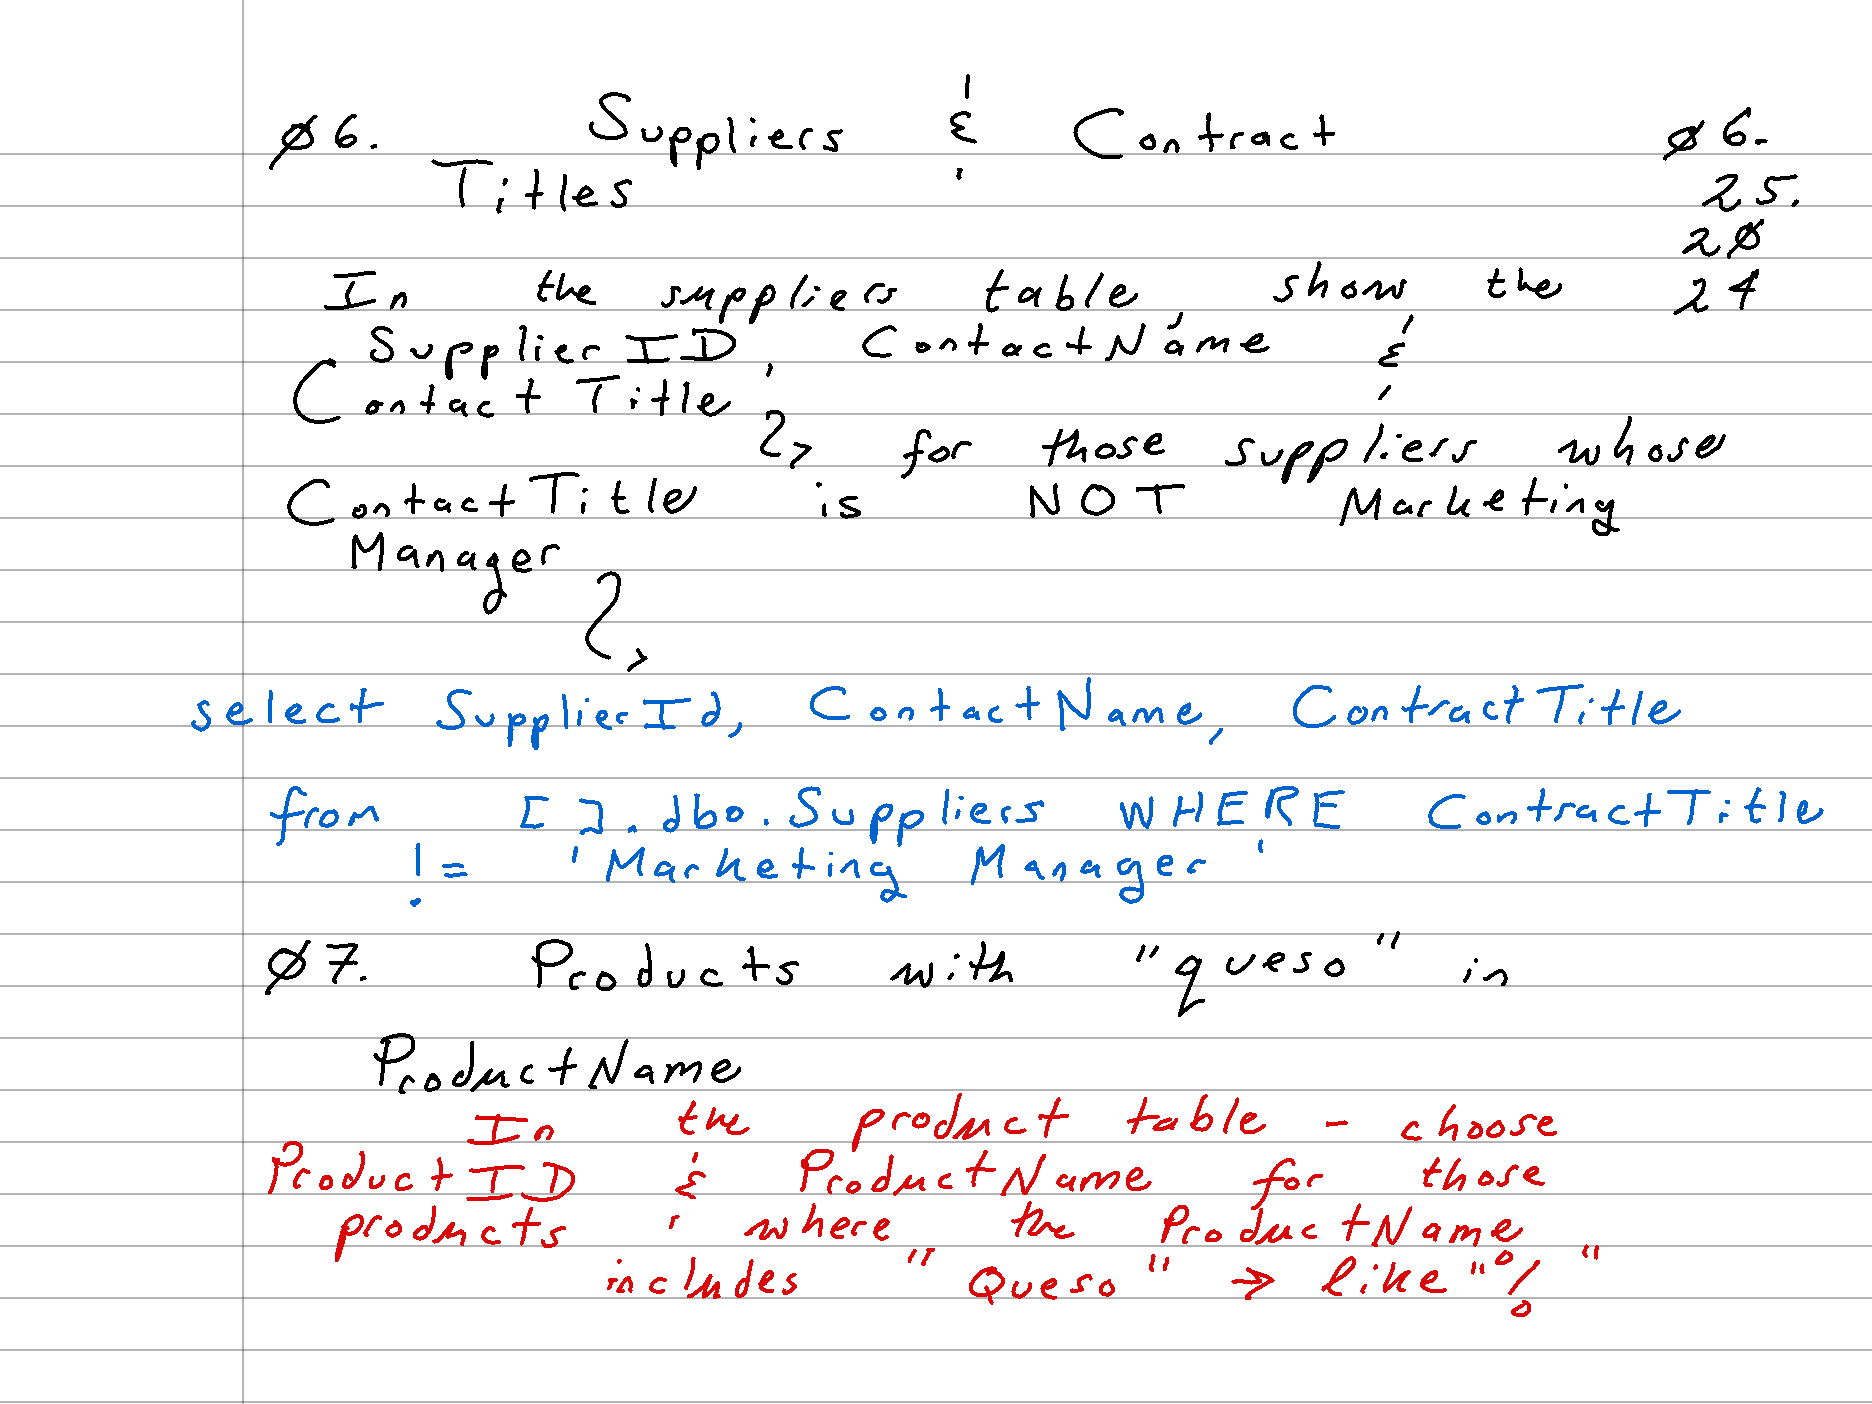 Ø6. Suppliers & Contract Ø6.
Titles 25.
2Ø
In the suppliers table, show the 24
SupplierID, ContactName &
ContactTitle
for those suppliers whose
ContactTitle is NOT Marketing
Manager
select SupplierId, ContactName, ContractTitle
from [ ].dbo.Suppliers WHERE ContractTitle
!= 'Marketing Manager'
Ø7. Products with "queso" in
ProductName
In the product table - choose
ProductID & ProductName for those
products where the ProductName
includes "Queso" → like "% "